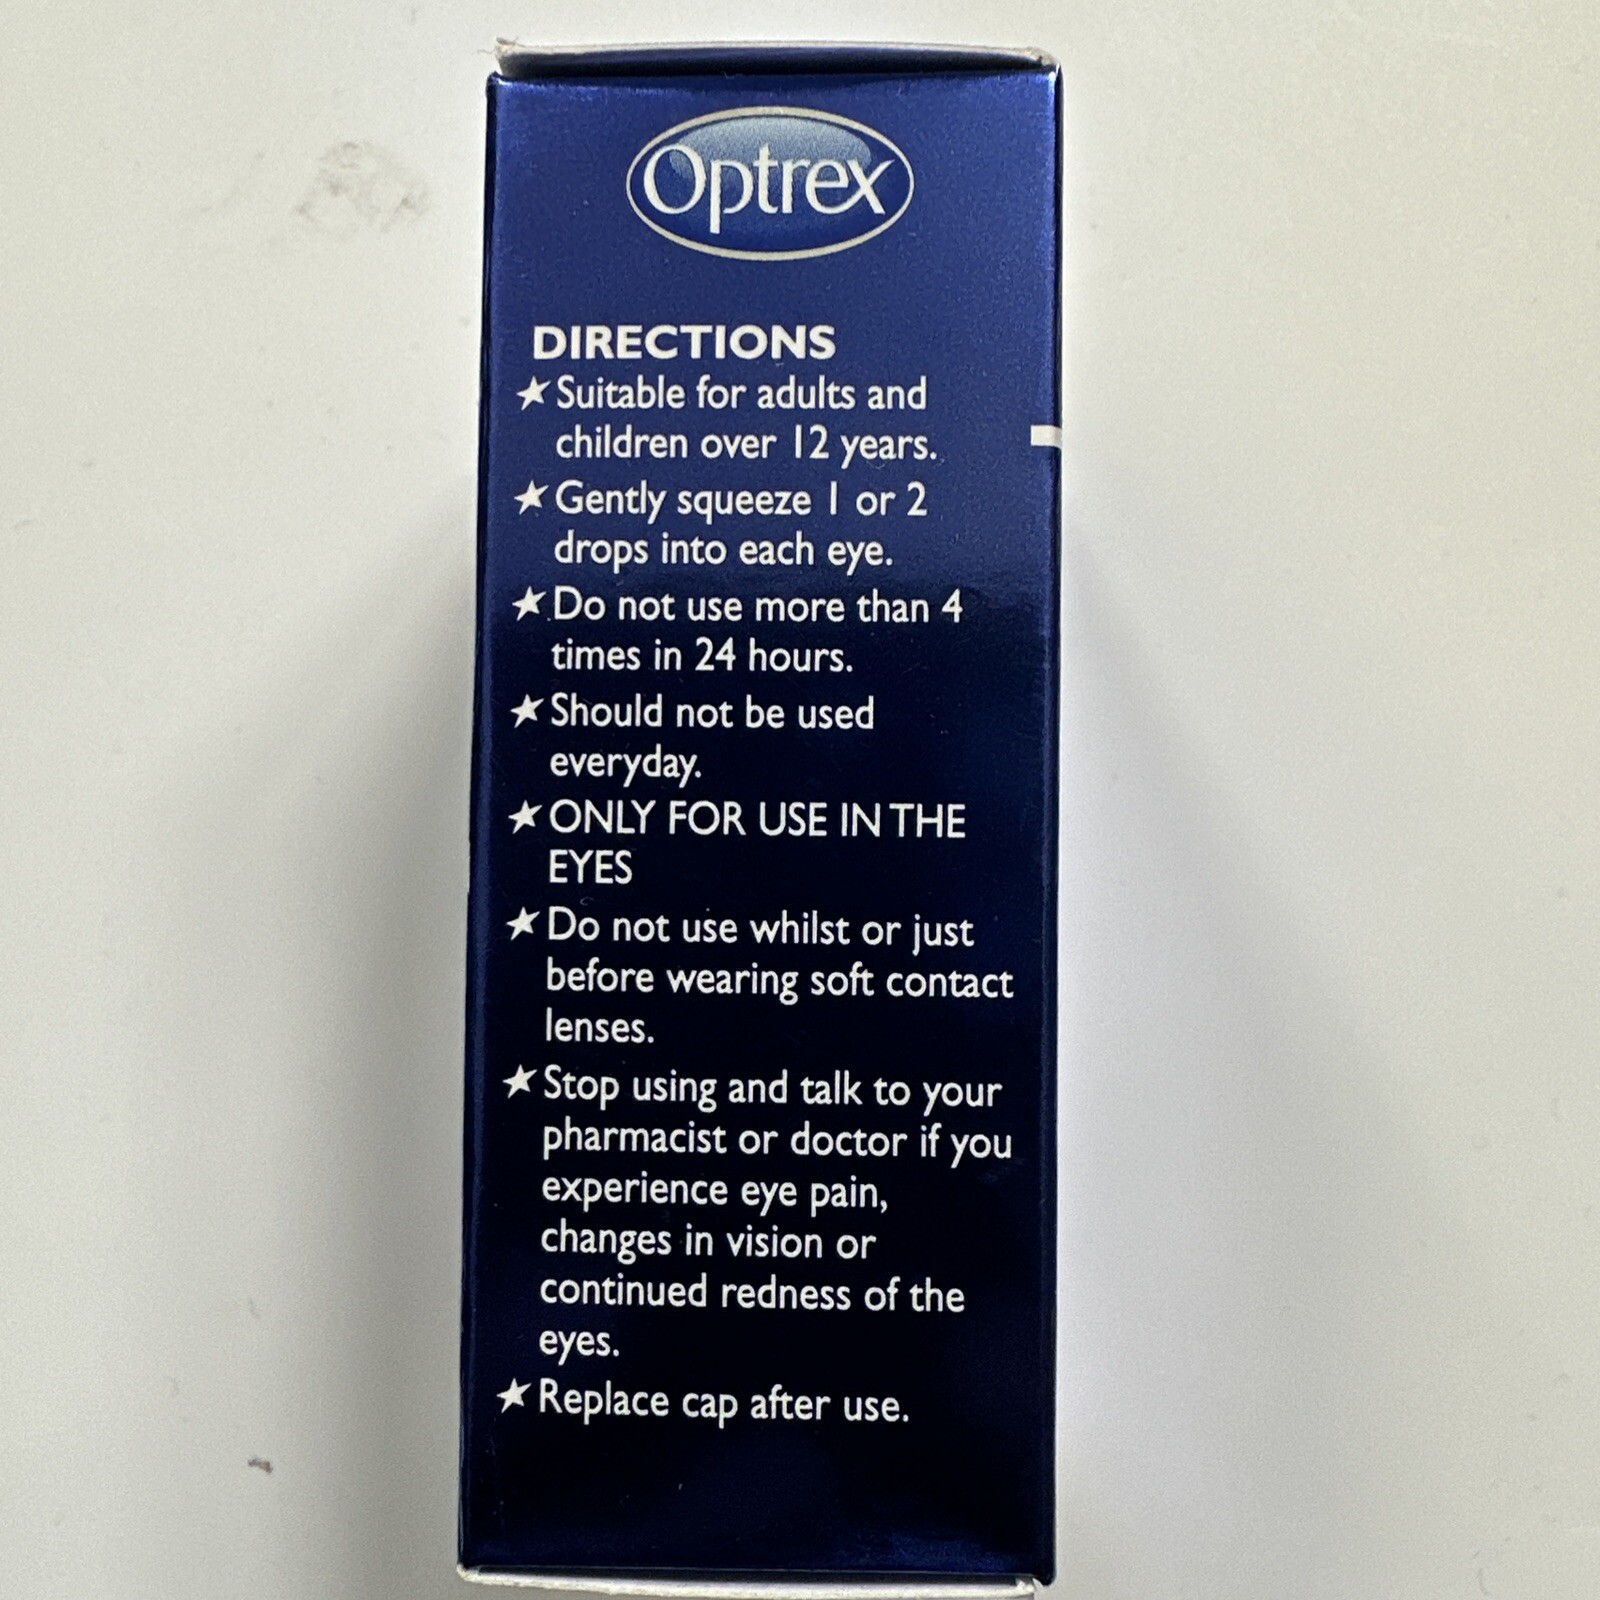 Optrex
DIRECTIONS
★ Suitable for adults and
children over 12 years.
★ Gently squeeze 1 or 2
drops into each eye.
★ Do not use more than 4
times in 24 hours.
★ Should not be used
everyday.
★ ONLY FOR USE IN THE
EYES
★ Do not use whilst or just
before wearing soft contact
lenses.
★ Stop using and talk to your
pharmacist or doctor if you
experience eye pain,
changes in vision or
continued redness of the
eyes.
★ Replace cap after use.